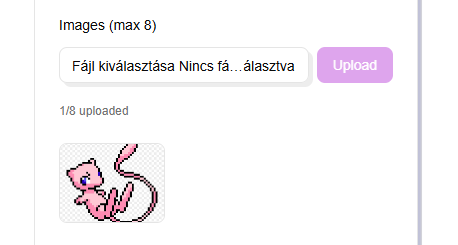 Images (max 8)
Fájl kiválasztása Nincs fá…álasztva
Upload
1/8 uploaded